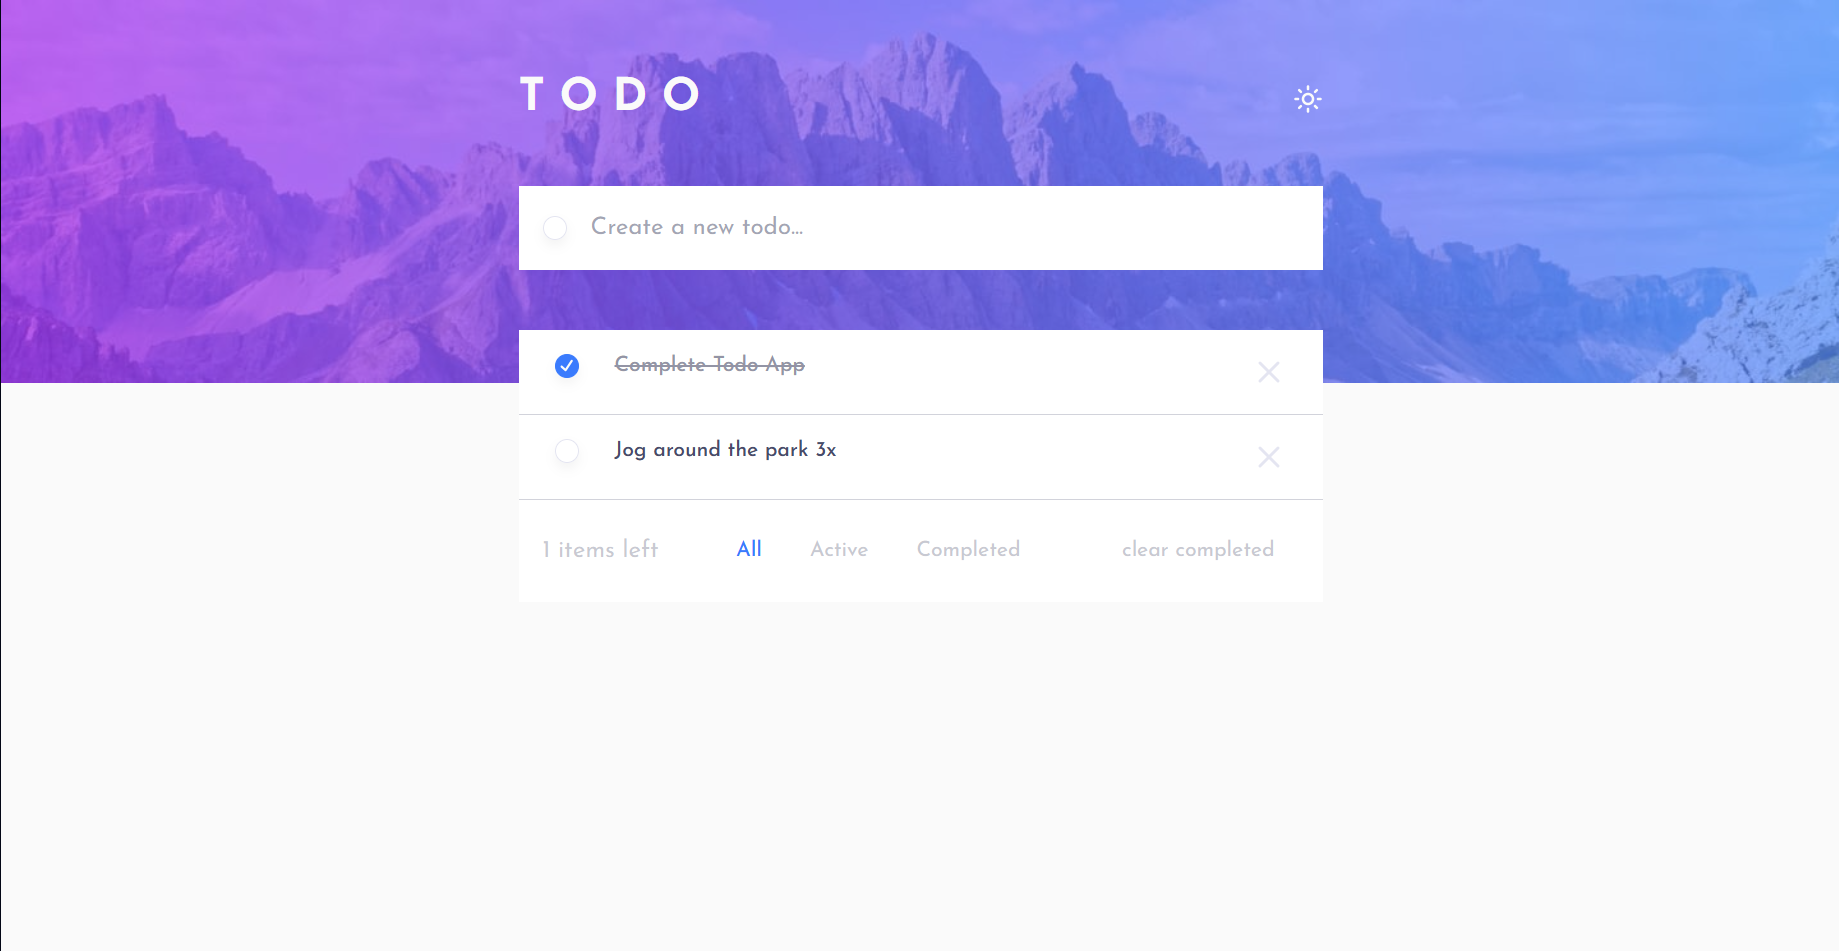 TODO
Create a new todo...
Complete Todo App
Jog around the park 3x
1 items left All Active Completed clear completed